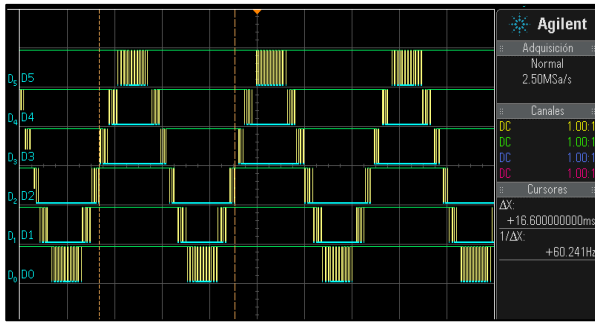 Agilent
Adquisición
Normal
2.50MSa/s
Canales
DC 1.00:1
DC 1.00:1
DC 1.00:1
DC 1.00:1
Cursores
ΔX:
+16.600000000ms
1/ΔX:
+60.241Hz
D5 D5
D4 D4
D3 D3
D2 D2
D1 D1
D0 D0